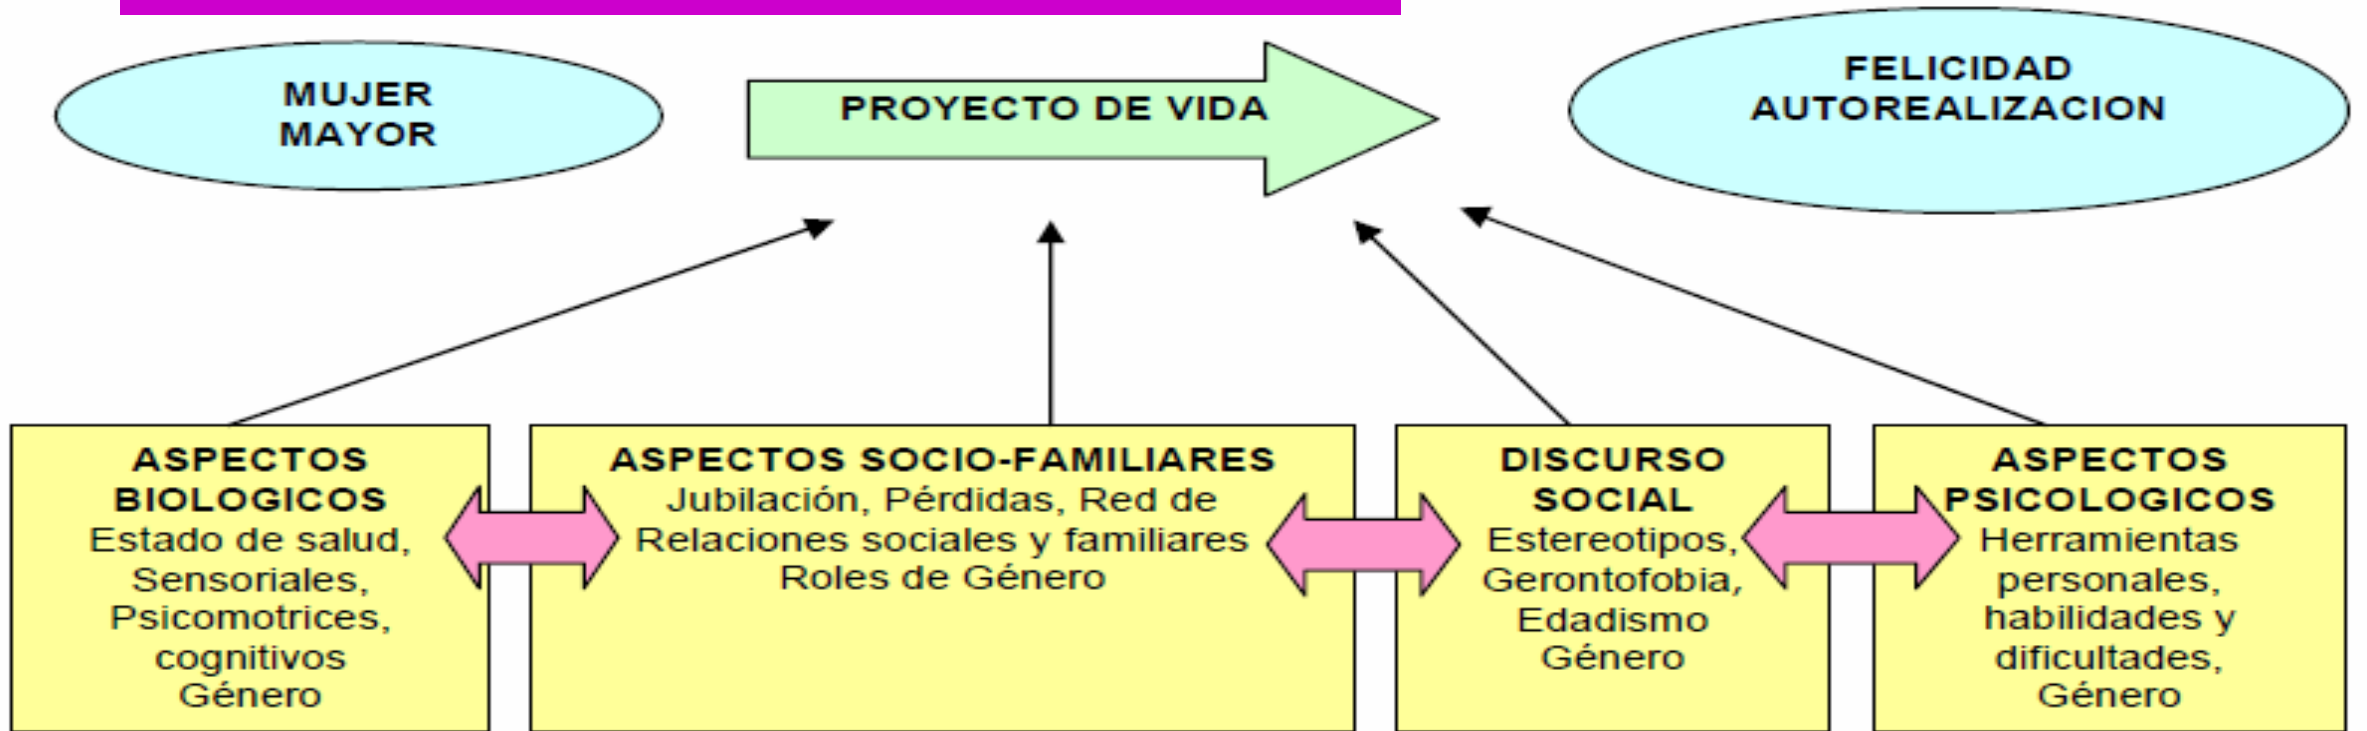 MUJER
MAYOR
PROYECTO DE VIDA
FELICIDAD
AUTOREALIZACION
ASPECTOS
BIOLOGICOS
Estado de salud,
Sensoriales,
Psicomotrices,
cognitivos
Género
ASPECTOS SOCIO-FAMILIARES
Jubilación, Pérdidas, Red de
Relaciones sociales y familiares
Roles de Género
DISCURSO
SOCIAL
Estereotipos,
Gerontofobia,
Edadismo
Género
ASPECTOS
PSICOLOGICOS
Herramientas
personales,
habilidades y
dificultades,
Género